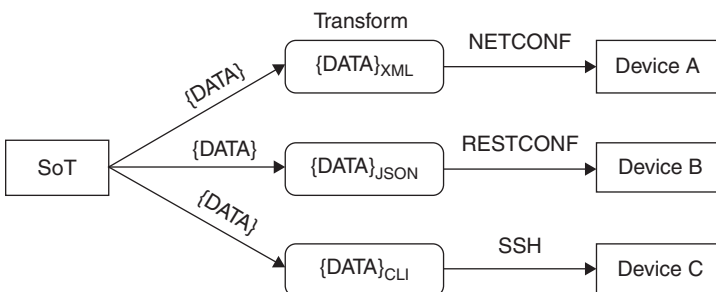 Transform
{DATA}
{DATA}XML
NETCONF
Device A
SoT
{DATA}
{DATA}JSON
RESTCONF
Device B
{DATA}
{DATA}CLI
SSH
Device C